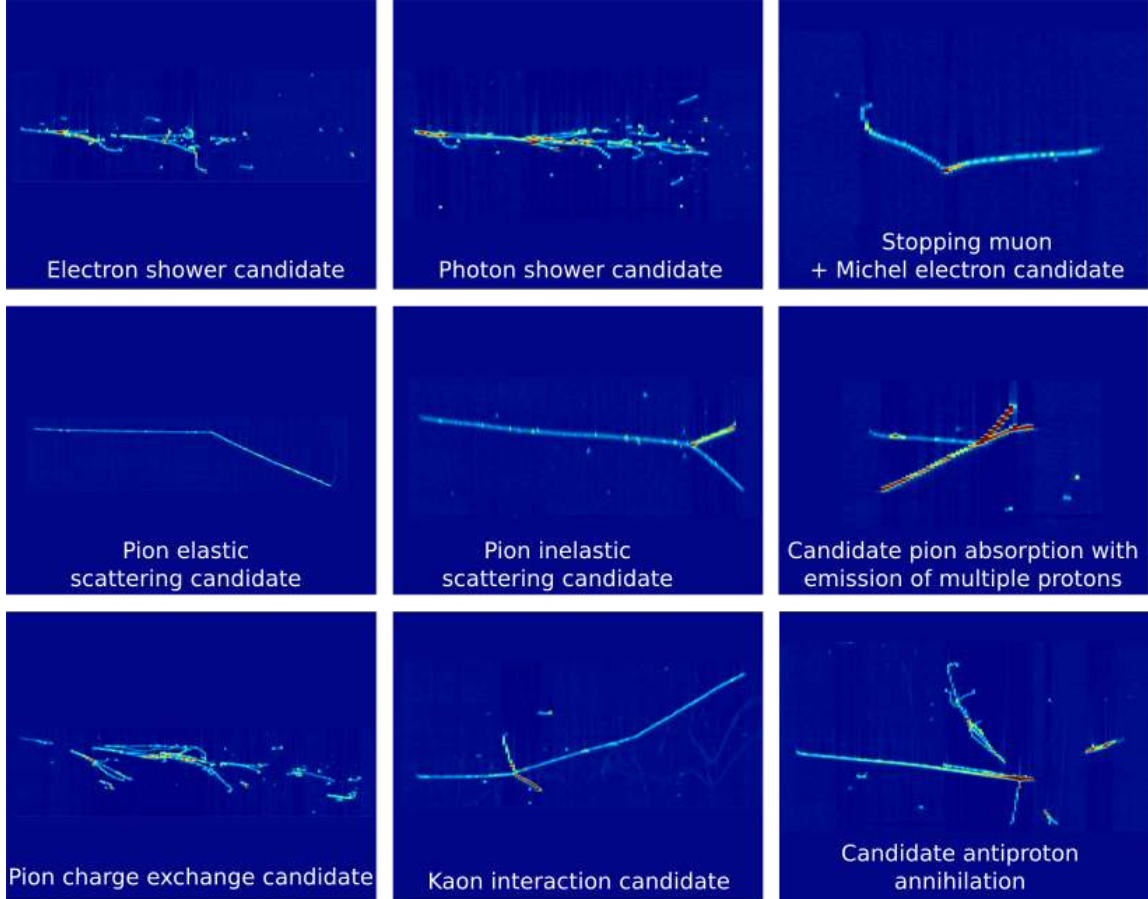 Electron shower candidate
Photon shower candidate
Stopping muon
+ Michel electron candidate
Pion elastic
scattering candidate
Pion inelastic
scattering candidate
Candidate pion absorption with
emission of multiple protons
Pion charge exchange candidate
Kaon interaction candidate
Candidate antiproton
annihilation